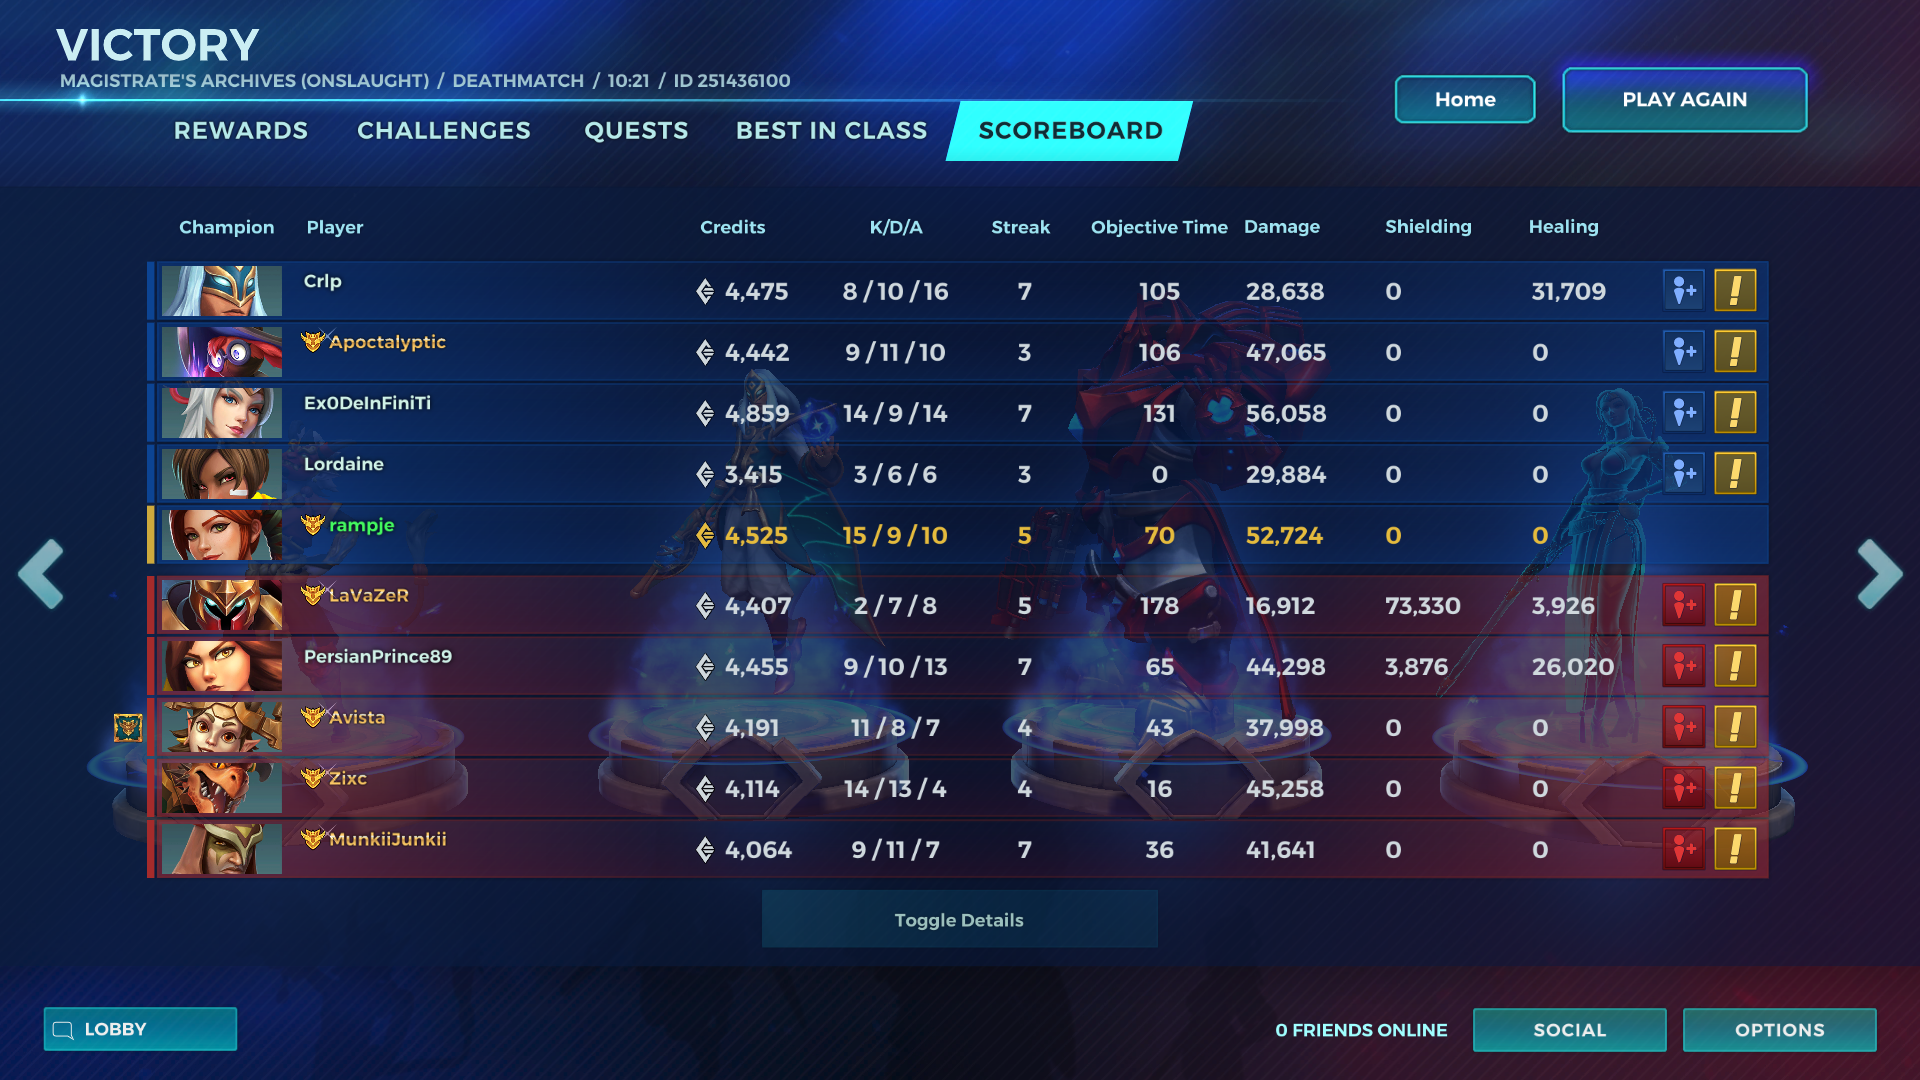 VICTORY
MAGISTRATE'S ARCHIVES (ONSLAUGHT) / DEATHMATCH / 10:21 / ID 251436100
Home
PLAY AGAIN
REWARDS CHALLENGES QUESTS BEST IN CLASS SCOREBOARD
Champion Player Credits K/D/A Streak Objective Time Damage Shielding Healing
Crlp 4,475 8 / 10 / 16 7 105 28,638 0 31,709
Apoctalyptic 4,442 9 / 11 / 10 3 106 47,065 0 0
Ex0DeInFiniTi 4,859 14 / 9 / 14 7 131 56,058 0 0
Lordaine 3,415 3 / 6 / 6 3 0 29,884 0 0
rampje 4,525 15 / 9 / 10 5 70 52,724 0 0
LaVaZeR 4,407 2 / 7 / 8 5 178 16,912 73,330 3,926
PersianPrince89 4,455 9 / 10 / 13 7 65 44,298 3,876 26,020
Avista 4,191 11 / 8 / 7 4 43 37,998 0 0
Zixc 4,114 14 / 13 / 4 4 16 45,258 0 0
MunkiiJunkii 4,064 9 / 11 / 7 7 36 41,641 0 0
Toggle Details
LOBBY
0 FRIENDS ONLINE
SOCIAL
OPTIONS